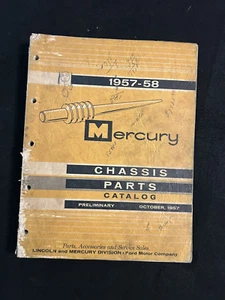 1957-58
Mercury
CHASSIS
PARTS
CATALOG
PRELIMINARY OCTOBER, 1957
Parts, Accessories and Service Sales
LINCOLN and MERCURY DIVISION • Ford Motor Company